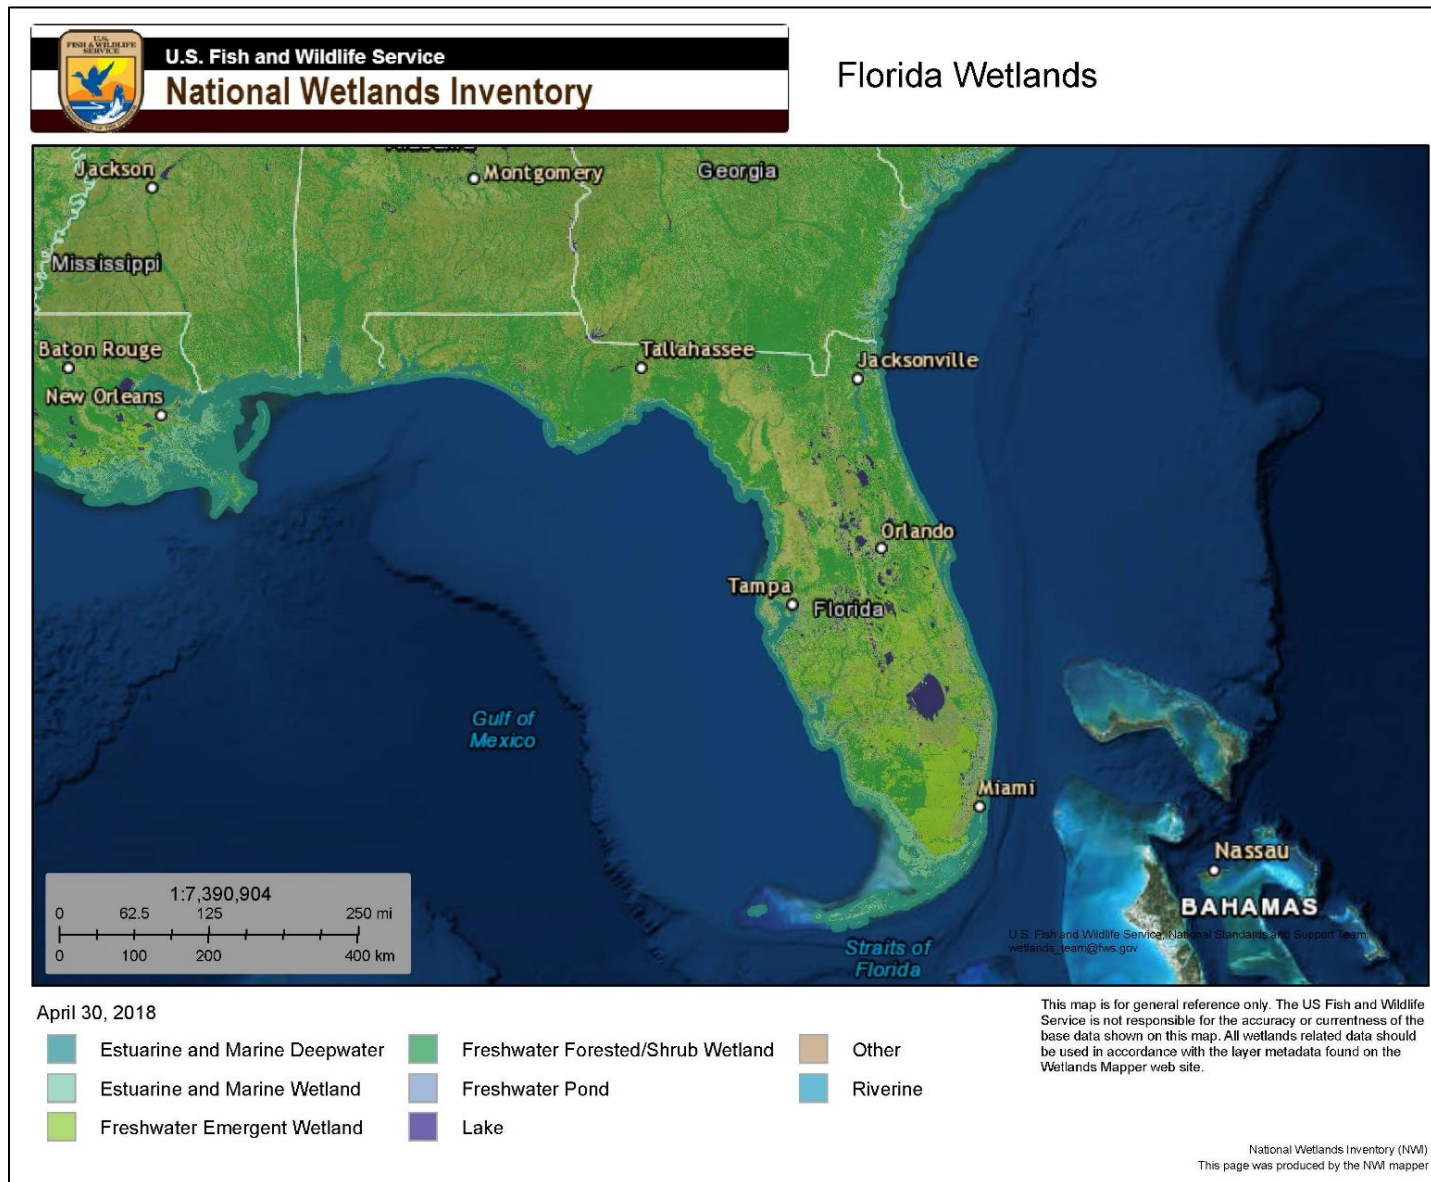 U.S.
FISH & WILDLIFE
SERVICE
U.S. Fish and Wildlife Service
National Wetlands Inventory
Florida Wetlands
Alabama
Jackson
Montgomery
Georgia
Mississippi
Baton Rouge
Tallahassee
Jacksonville
New Orleans
Orlando
Tampa
Florida
Gulf of
Mexico
Miami
Nassau
BAHAMAS
U.S. Fish and Wildlife Service, National Standards and Support Team
wetlands_team@fws.gov
Straits of
Florida
1:7,390,904
0 62.5 125 250 mi
0 100 200 400 km
April 30, 2018
Estuarine and Marine Deepwater
Estuarine and Marine Wetland
Freshwater Emergent Wetland
Freshwater Forested/Shrub Wetland
Freshwater Pond
Lake
Other
Riverine
This map is for general reference only. The US Fish and Wildlife
Service is not responsible for the accuracy or currentness of the
base data shown on this map. All wetlands related data should
be used in accordance with the layer metadata found on the
Wetlands Mapper web site.
National Wetlands Inventory (NWI)
This page was produced by the NWI mapper